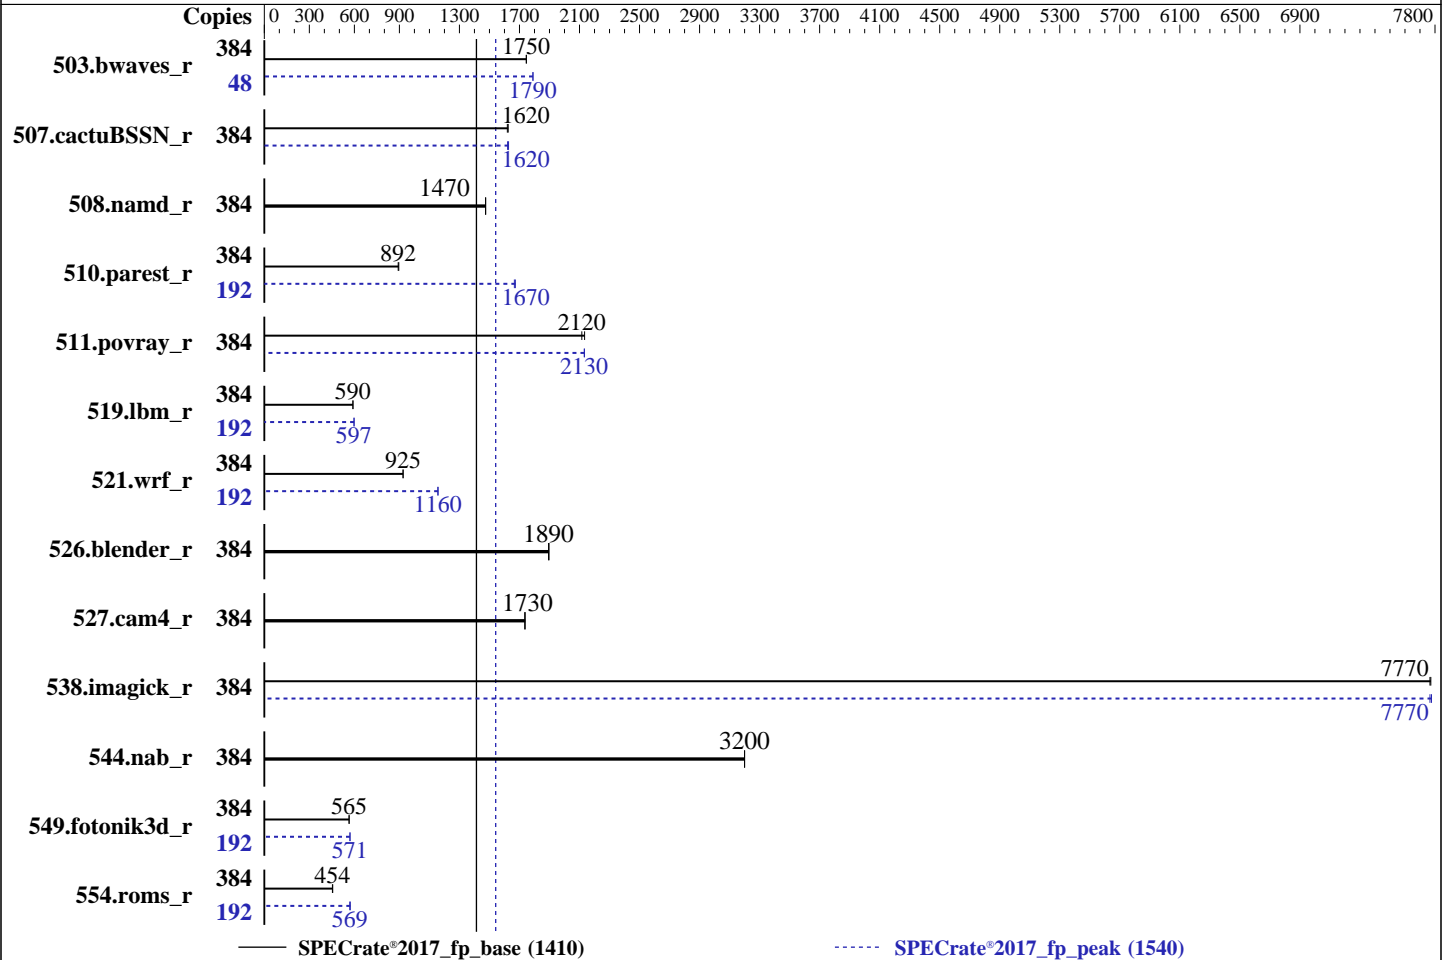 Copies 0 300 600 900 1300 1700 2100 2500 2900 3300 3700 4100 4500 4900 5300 5700 6100 6500 6900 7800
503.bwaves_r 384 1750
48 1790
507.cactuBSSN_r 384 1620
1620
508.namd_r 384 1470
510.parest_r 384 892
192 1670
511.povray_r 384 2120
2130
519.lbm_r 384 590
192 597
521.wrf_r 384 925
192 1160
526.blender_r 384 1890
527.cam4_r 384 1730
538.imagick_r 384 7770
7770
544.nab_r 384 3200
549.fotonik3d_r 384 565
192 571
554.roms_r 384 454
192 569
SPECrate®2017_fp_base (1410) SPECrate®2017_fp_peak (1540)